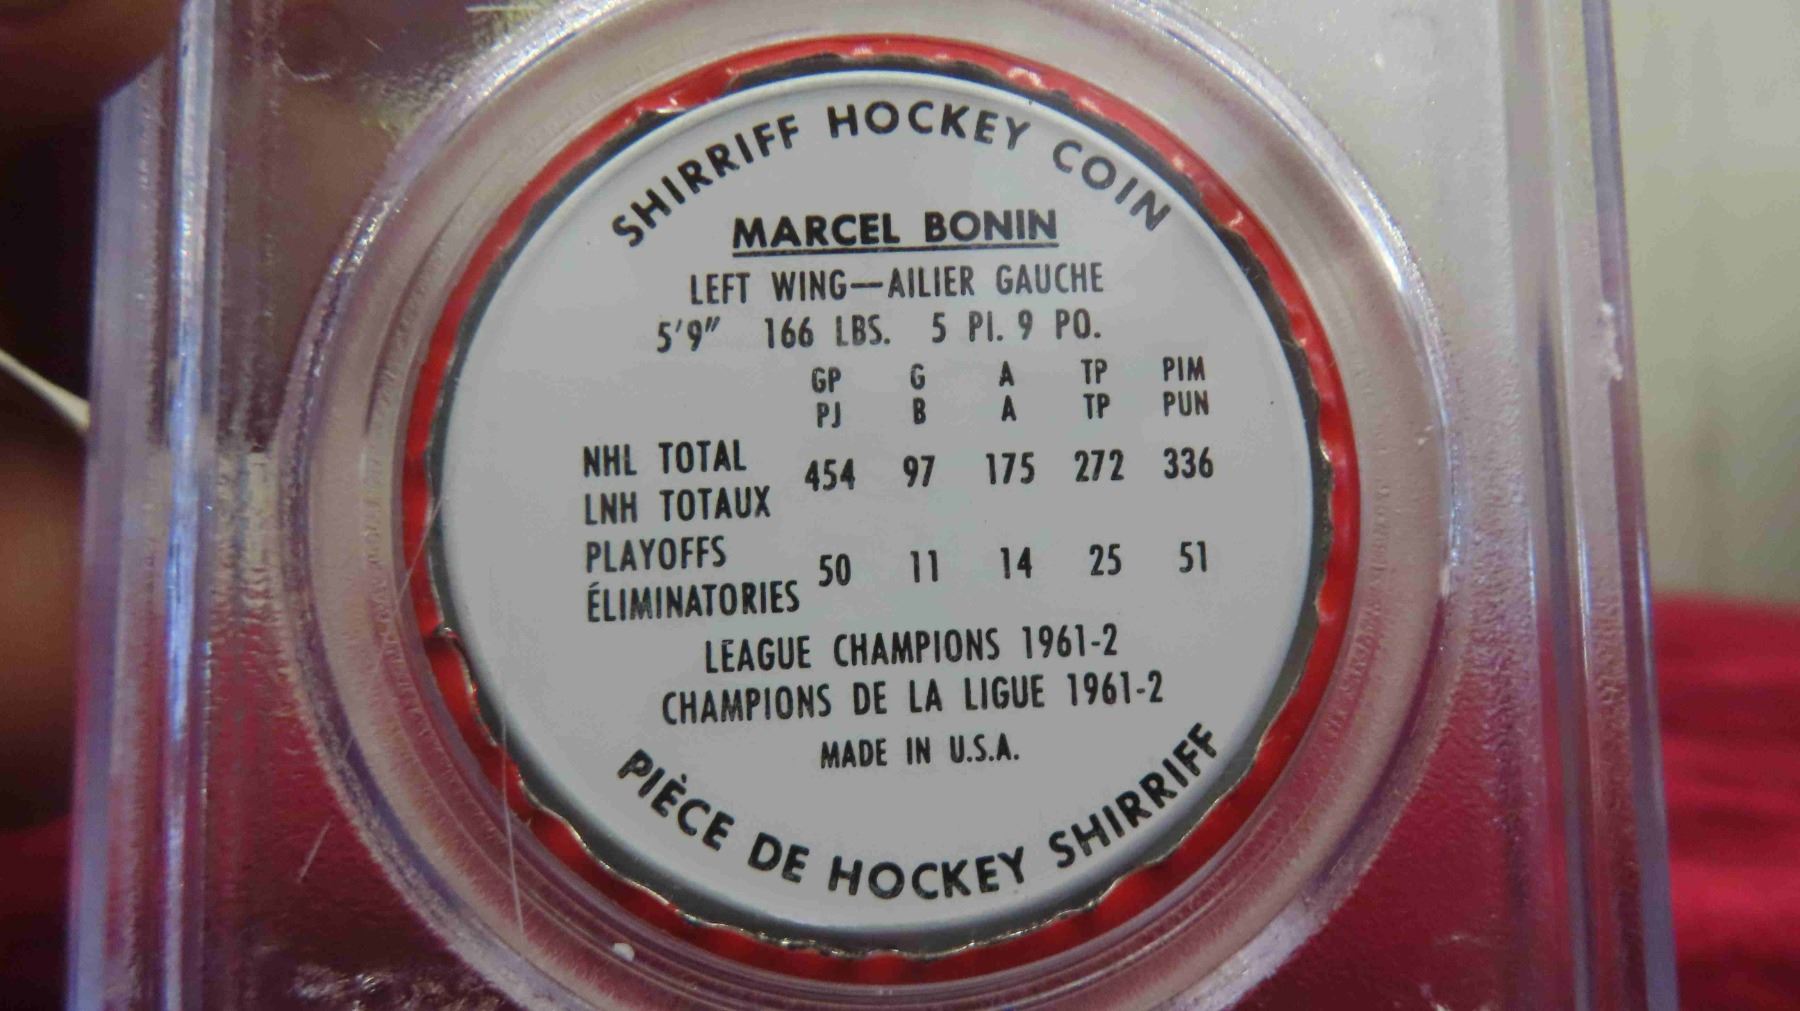 SHIRRIFF HOCKEY COIN
MARCEL BONIN
LEFT WING—AILIER GAUCHE
5'9" 166 LBS. 5 PI. 9 PO.
GP G A TP PIM
PJ B A TP PUN
NHL TOTAL 454 97 175 272 336
LNH TOTAUX
PLAYOFFS 50 11 14 25 51
ÉLIMINATORIES
LEAGUE CHAMPIONS 1961-2
CHAMPIONS DE LA LIGUE 1961-2
MADE IN U.S.A.
PIÈCE DE HOCKEY SHIRRIFF